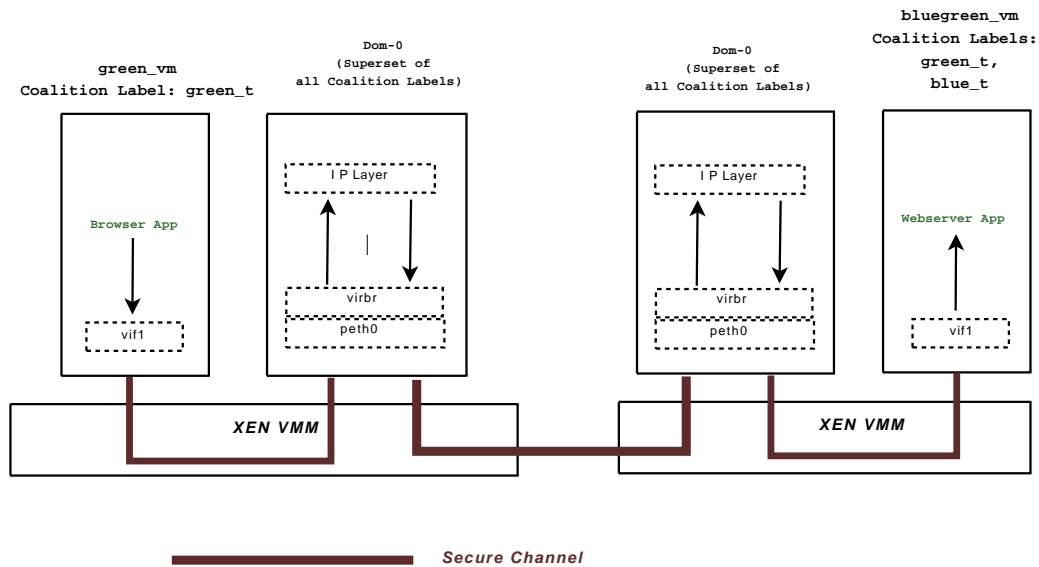 green_vm
Coalition Label: green_t
Dom-0
(Superset of
all Coalition Labels)
Dom-0
(Superset of
all Coalition Labels)
bluegreen_vm
Coalition Labels:
green_t,
blue_t
Browser App
vif1
I P Layer
virbr
peth0
I P Layer
virbr
peth0
Webserver App
vif1
XEN VMM
XEN VMM
Secure Channel